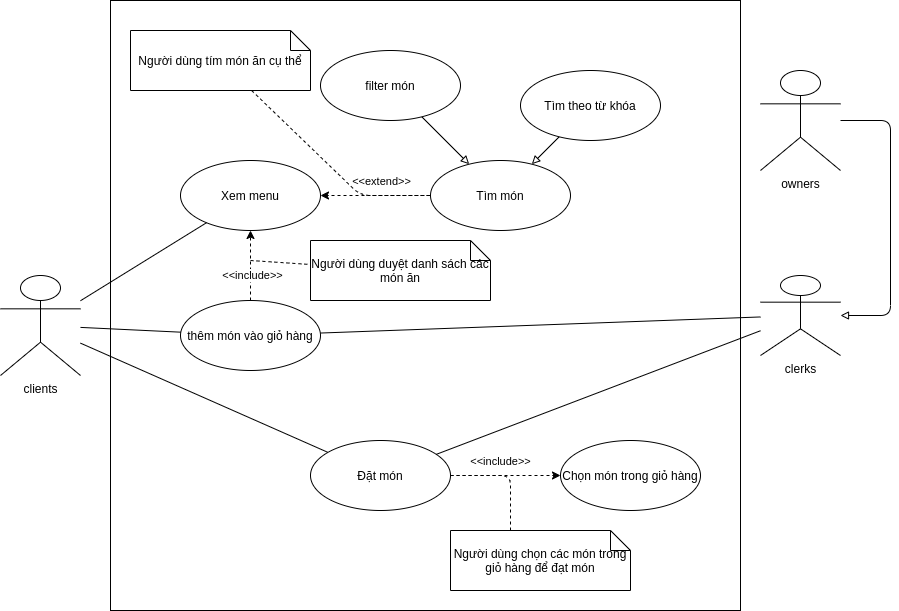 Người dùng tím món ăn cụ thể
filter món
Tìm theo từ khóa
owners
<<extend>>
Xem menu
Tìm món
Người dùng duyệt danh sách các
món ăn
<<include>>
thêm món vào giỏ hàng
clients
clerks
Đặt món
<<include>>
Chọn món trong giỏ hàng
Người dùng chọn các món trong
giỏ hàng để đặt món